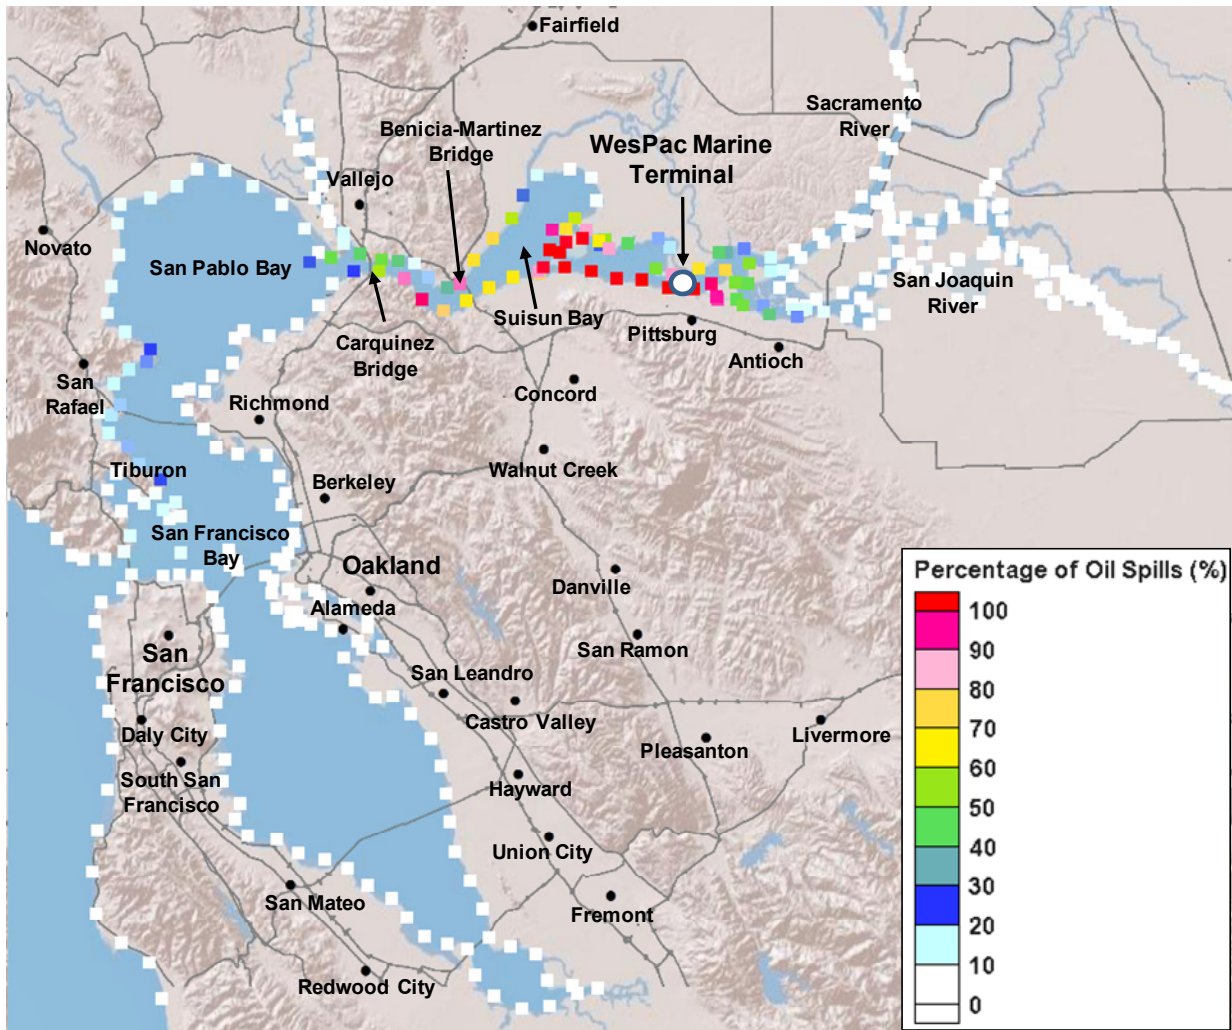 Fairfield
Sacramento
River
Benicia-Martinez
Bridge
WesPac Marine
Terminal
Vallejo
Novato
San Pablo Bay
San Joaquin
River
Suisun Bay
Pittsburg
Carquinez
Bridge
Antioch
San
Rafael
Concord
Richmond
Tiburon
Walnut Creek
Berkeley
San Francisco
Bay
Oakland
Danville
Alameda
San
Francisco
San Ramon
San Leandro
Castro Valley
Daly City
Pleasanton
Livermore
South San
Francisco
Hayward
Union City
San Mateo
Fremont
Redwood City
Percentage of Oil Spills (%)
100
90
80
70
60
50
40
30
20
10
0